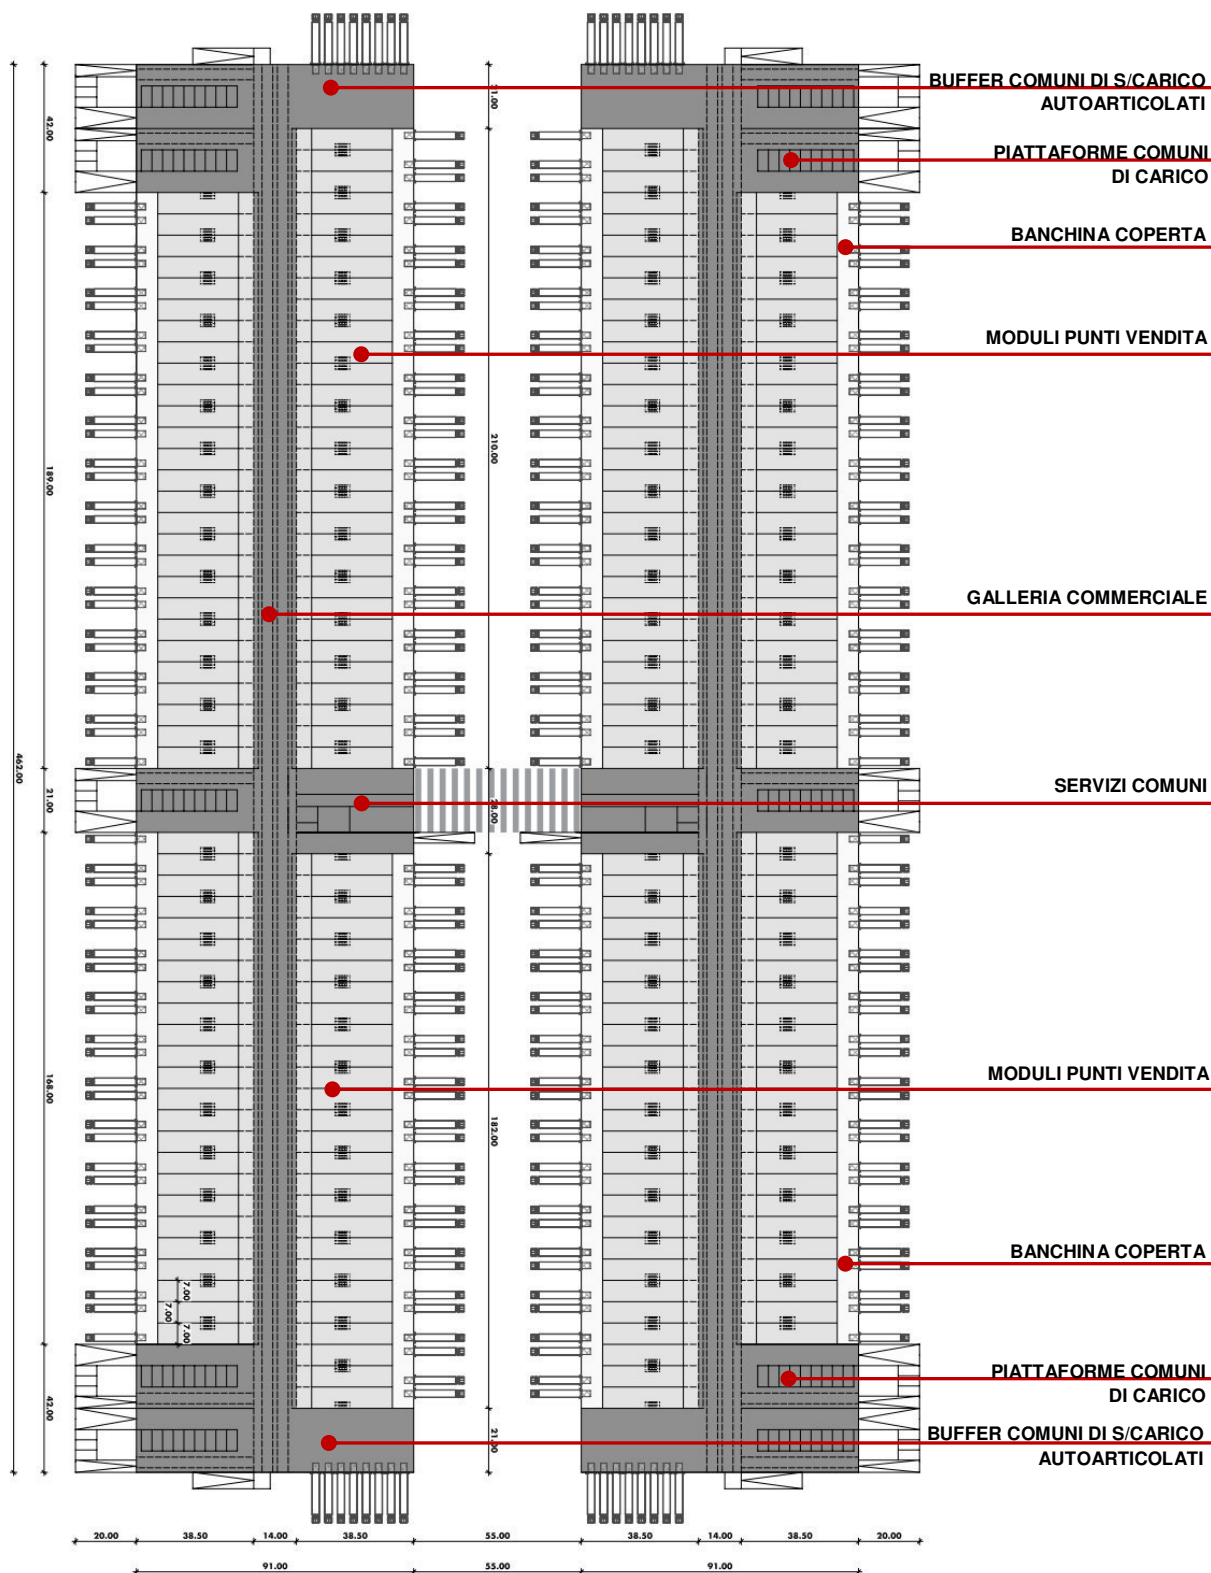 BUFFER COMUNI DI S/CARICO
AUTOARTICOLATI
PIATTAFORME COMUNI
DI CARICO
BANCHINA COPERTA
MODULI PUNTI VENDITA
GALLERIA COMMERCIALE
SERVIZI COMUNI
MODULI PUNTI VENDITA
BANCHINA COPERTA
PIATTAFORME COMUNI
DI CARICO
BUFFER COMUNI DI S/CARICO
AUTOARTICOLATI
462.00
42.00
189.00
21.00
168.00
42.00
21.00
210.00
28.00
182.00
21.00
7.00
7.00
7.00
20.00 38.50 14.00 38.50 55.00 38.50 14.00 38.50 20.00
91.00 55.00 91.00